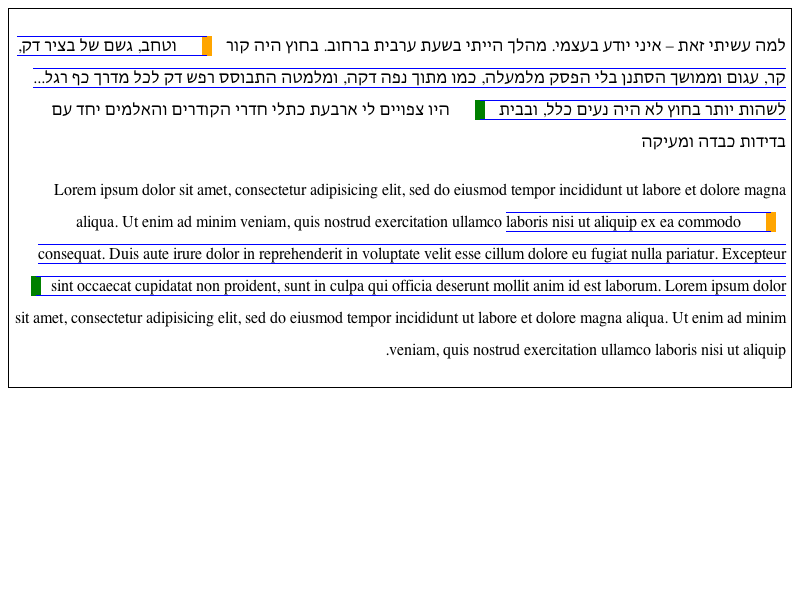 למה עשיתי זאת – איני יודע בעצמי. מהלך הייתי בשעת ערבית ברחוב. בחוץ היה קור וטחב, גשם של בציר דק,
קר, עגום וממושך הסתנן בלי הפסק מלמעלה, כמו מתוך נפה דקה, ומלמטה התבוסס רפש דק לכל מדרך כף רגל...
לשהות יותר בחוץ לא היה נעים כלל, ובבית היו צפויים לי ארבעת כתלי חדרי הקודרים והאלמים יחד עם
בדידות כבדה ומעיקה
Lorem ipsum dolor sit amet, consectetur adipisicing elit, sed do eiusmod tempor incididunt ut labore et dolore magna
aliqua. Ut enim ad minim veniam, quis nostrud exercitation ullamco laboris nisi ut aliquip ex ea commodo
consequat. Duis aute irure dolor in reprehenderit in voluptate velit esse cillum dolore eu fugiat nulla pariatur. Excepteur
sint occaecat cupidatat non proident, sunt in culpa qui officia deserunt mollit anim id est laborum. Lorem ipsum dolor
sit amet, consectetur adipisicing elit, sed do eiusmod tempor incididunt ut labore et dolore magna aliqua. Ut enim ad minim
.veniam, quis nostrud exercitation ullamco laboris nisi ut aliquip